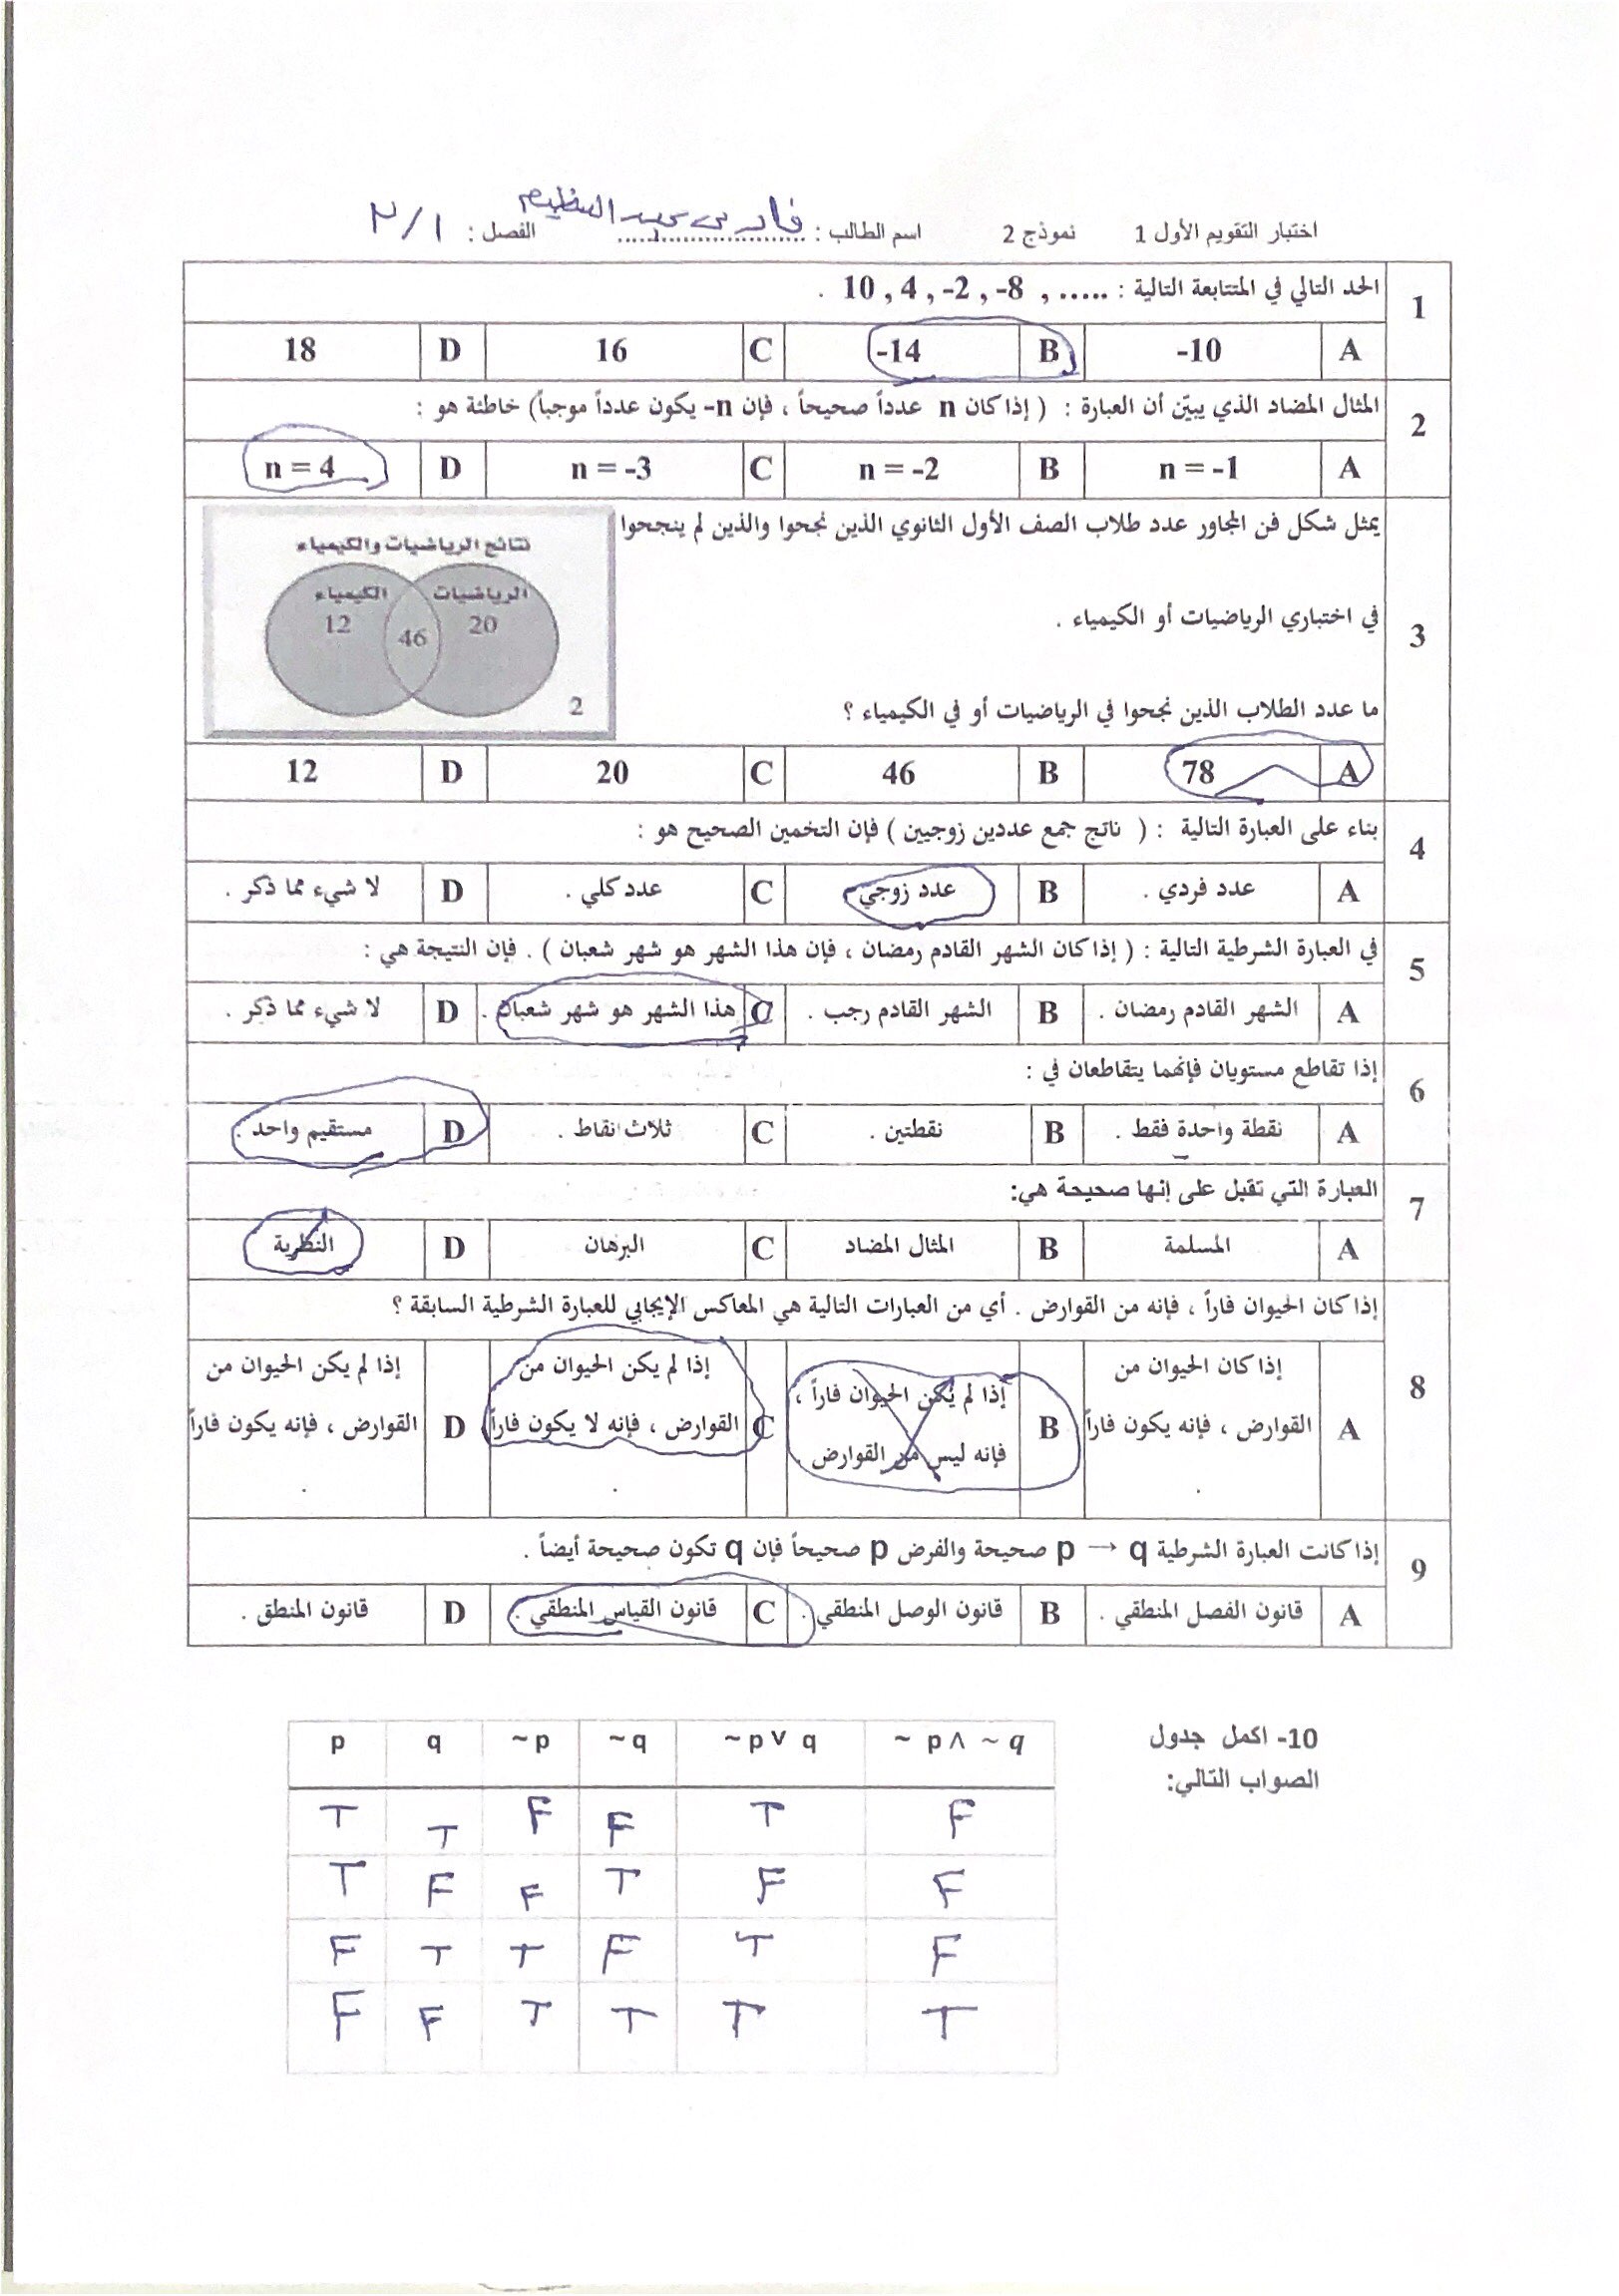 اختبار التقويم الأول 1 نموذج 2 اسم الطالب : فارس عبد العظيم الفصل : ٢/١
1
الحد التالي في المتتابعة التالية : ..... , 10 , 4 , -2 , -8 .
A -10 B -14 C 16 D 18
2
المثال المضاد الذي يبيّن أن العبارة : ( إذا كان n عدداً صحيحاً ، فإن n- يكون عدداً موجباً) خاطئة هو :
A n = -1 B n = -2 C n = -3 D n = 4
3
يمثل شكل فن المجاور عدد طلاب الصف الأول الثانوي الذين نجحوا والذين لم ينجحوا
في اختباري الرياضيات أو الكيمياء .
ما عدد الطلاب الذين نجحوا في الرياضيات أو في الكيمياء ؟
نتائج الرياضيات والكيمياء
الرياضيات الكيمياء
20 46 12
2
A 78 B 46 C 20 D 12
4
بناء على العبارة التالية : ( ناتج جمع عددين زوجيين ) فإن التخمين الصحيح هو :
A عدد فردي . B عدد زوجي C عدد كلي . D لا شيء مما ذكر .
5
في العبارة الشرطية التالية : ( إذا كان الشهر القادم رمضان ، فإن هذا الشهر هو شهر شعبان ) . فإن النتيجة هي :
A الشهر القادم رمضان . B الشهر القادم رجب . C هذا الشهر هو شهر شعبان . D لا شيء مما ذكر .
6
إذا تقاطع مستويان فإنهما يتقاطعان في :
A نقطة واحدة فقط . B نقطتين . C ثلاث نقاط . D مستقيم واحد .
7
العبارة التي تقبل على إنها صحيحة هي:
A المسلمة B المثال المضاد C البرهان D النظرية
8
إذا كان الحيوان فاراً ، فإنه من القوارض . أي من العبارات التالية هي المعاكس الإيجابي للعبارة الشرطية السابقة ؟
A إذا كان الحيوان من
القوارض ، فإنه يكون فاراً
.
B إذا لم يكن الحيوان فاراً ،
فإنه ليس من القوارض .
C إذا لم يكن الحيوان من
القوارض ، فإنه لا يكون فاراً
.
D إذا لم يكن الحيوان من
القوارض ، فإنه يكون فاراً
.
9
إذا كانت العبارة الشرطية p → q صحيحة والفرض p صحيحاً فإن q تكون صحيحة أيضاً .
A قانون الفصل المنطقي . B قانون الوصل المنطقي . C قانون القياس المنطقي . D قانون المنطق .
10- اكمل جدول
الصواب التالي:
p q ~p ~q ~p ∨ q ~ p ∧ ~ q
T T F F T F
T F F T F F
F T T F T F
F F T T T T